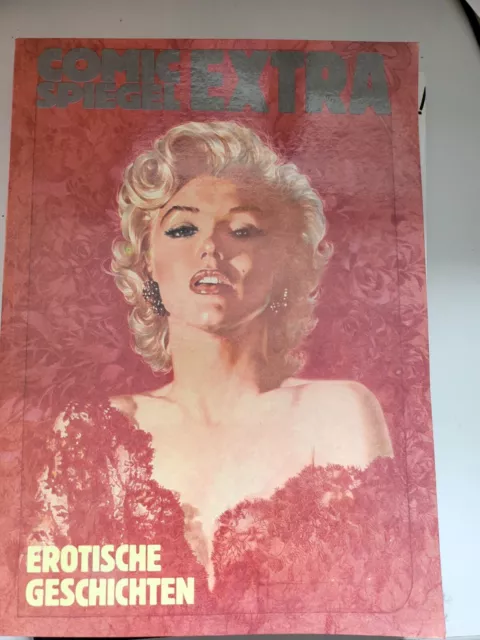 COMIC
SPIEGEL
EXTRA
EROTISCHE
GESCHICHTEN